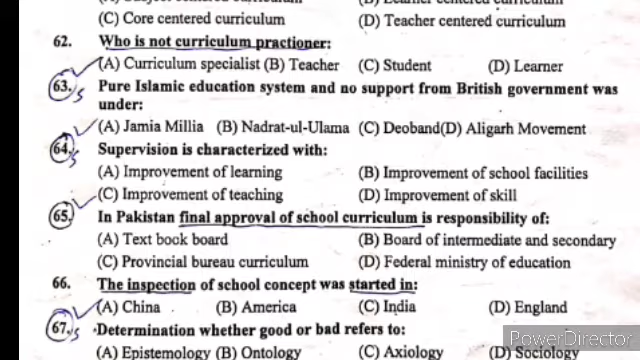 (C) Core centered curriculum (D) Teacher centered curriculum
62. Who is not curriculum practioner:
(A) Curriculum specialist (B) Teacher (C) Student (D) Learner
63. Pure Islamic education system and no support from British government was
under:
(A) Jamia Millia (B) Nadrat-ul-Ulama (C) Deoband(D) Aligarh Movement
64. Supervision is characterized with:
(A) Improvement of learning (B) Improvement of school facilities
(C) Improvement of teaching (D) Improvement of skill
65. In Pakistan final approval of school curriculum is responsibility of:
(A) Text book board (B) Board of intermediate and secondary
(C) Provincial bureau curriculum (D) Federal ministry of education
66. The inspection of school concept was started in:
(A) China (B) America (C) India (D) England
67. Determination whether good or bad refers to:
(A) Epistemology (B) Ontology (C) Axiology (D) Sociology
PowerDirector